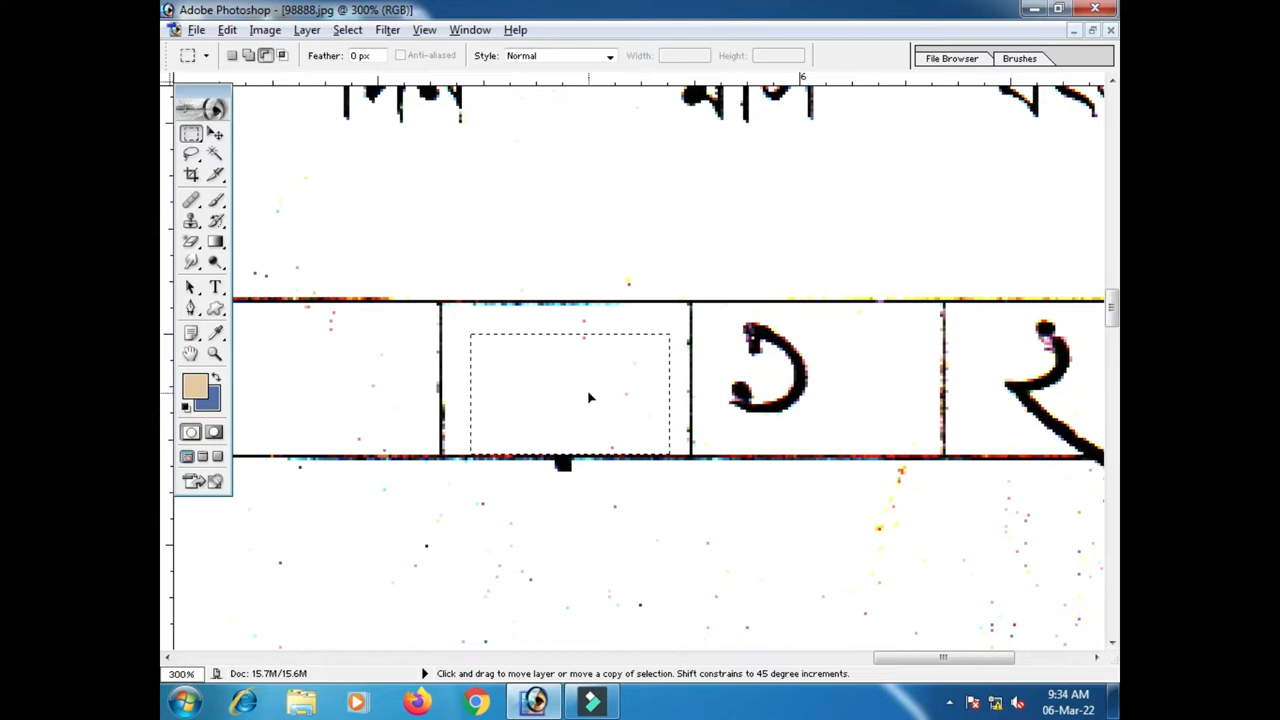 Adobe Photoshop - [98888.jpg @ 300% (RGB)]
File Edit Image Layer Select Filter View Window Help
Feather: 0 px Anti-aliased Style: Normal Width: Height: File Browser Brushes
6
১ ২
300% Doc: 15.7M/15.6M Click and drag to move layer or move a copy of selection. Shift constrains to 45 degree increments.
9:34 AM
06-Mar-22